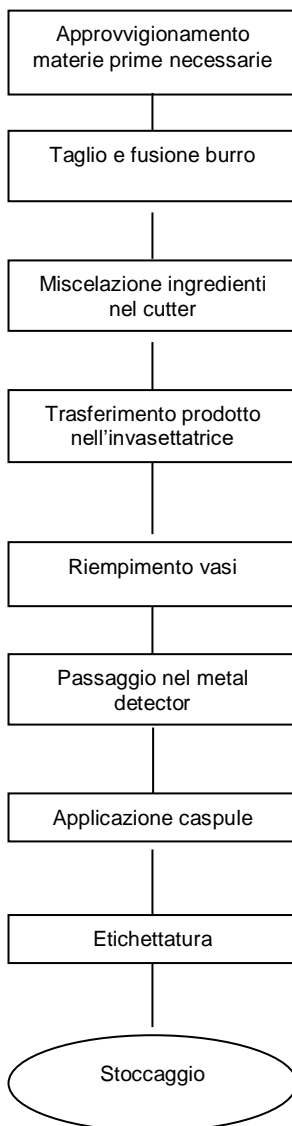 Approvvigionamento
materie prime necessarie
Taglio e fusione burro
Miscelazione ingredienti
nel cutter
Trasferimento prodotto
nell'invasettatrice
Riempimento vasi
Passaggio nel metal
detector
Applicazione caspule
Etichettatura
Stoccaggio